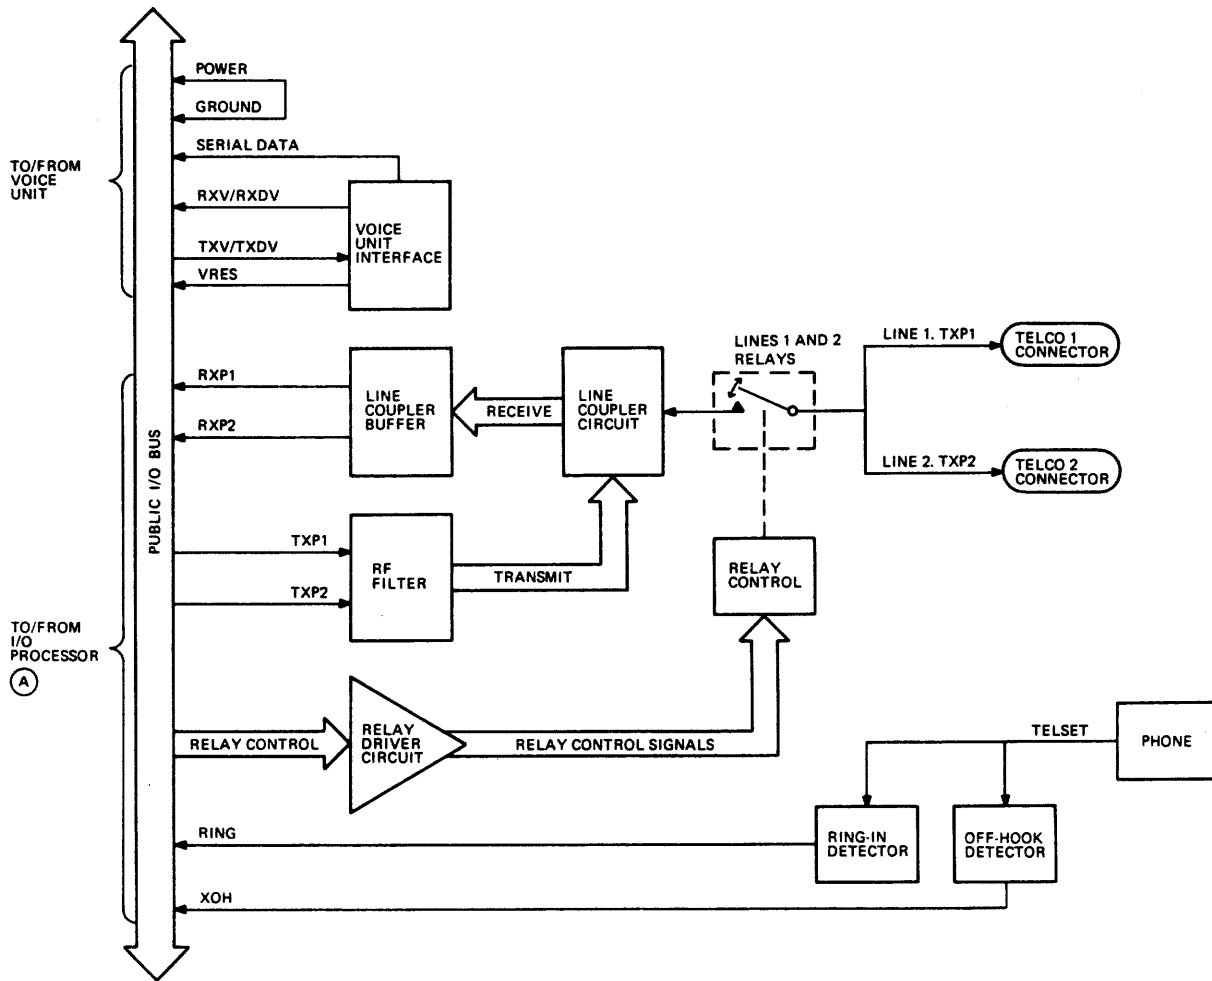 POWER
GROUND
SERIAL DATA
TO/FROM
VOICE
UNIT
RXV/RXDV
TXV/TXDV
VRES
VOICE
UNIT
INTERFACE
PUBLIC I/O BUS
RXP1
RXP2
LINE
COUPLER
BUFFER
RECEIVE
LINE
COUPLER
CIRCUIT
LINES 1 AND 2
RELAYS
LINE 1. TXP1
TELCO 1
CONNECTOR
LINE 2. TXP2
TELCO 2
CONNECTOR
TXP1
TXP2
RF
FILTER
TRANSMIT
RELAY
CONTROL
TO/FROM
I/O
PROCESSOR
A
RELAY CONTROL
RELAY
DRIVER
CIRCUIT
RELAY CONTROL SIGNALS
TELSET
PHONE
RING
RING-IN
DETECTOR
OFF-HOOK
DETECTOR
XOH